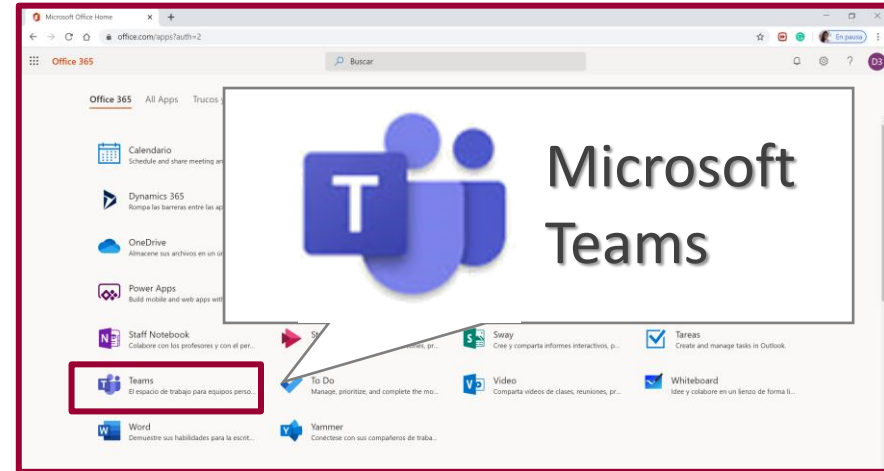 Microsoft Office Home
office.com/apps?auth=2
En pausa
Office 365
Buscar
D3
Office 365 All Apps Trucos y
Calendario
Schedule and share meeting an
Dynamics 365
Rompa las barreras entre las ap
OneDrive
Almacene sus archivos en un
Power Apps
Build mobile and web apps with
T
Microsoft
Teams
Staff Notebook
Colabore con los profesores y con el per...
Sway
Cree y comparta informes interactivos, p...
Tareas
Create and manage tasks in Outlook.
Teams
El espacio de trabajo para equipos perso...
To Do
Manage, prioritize, and complete the mo...
Video
Comparta vídeos de clases, reuniones, pr...
Whiteboard
Idee y colabore en un lienzo de forma li...
Word
Demuestre sus habilidades para la escrit...
Yammer
Conéctese con sus compañeros de traba...